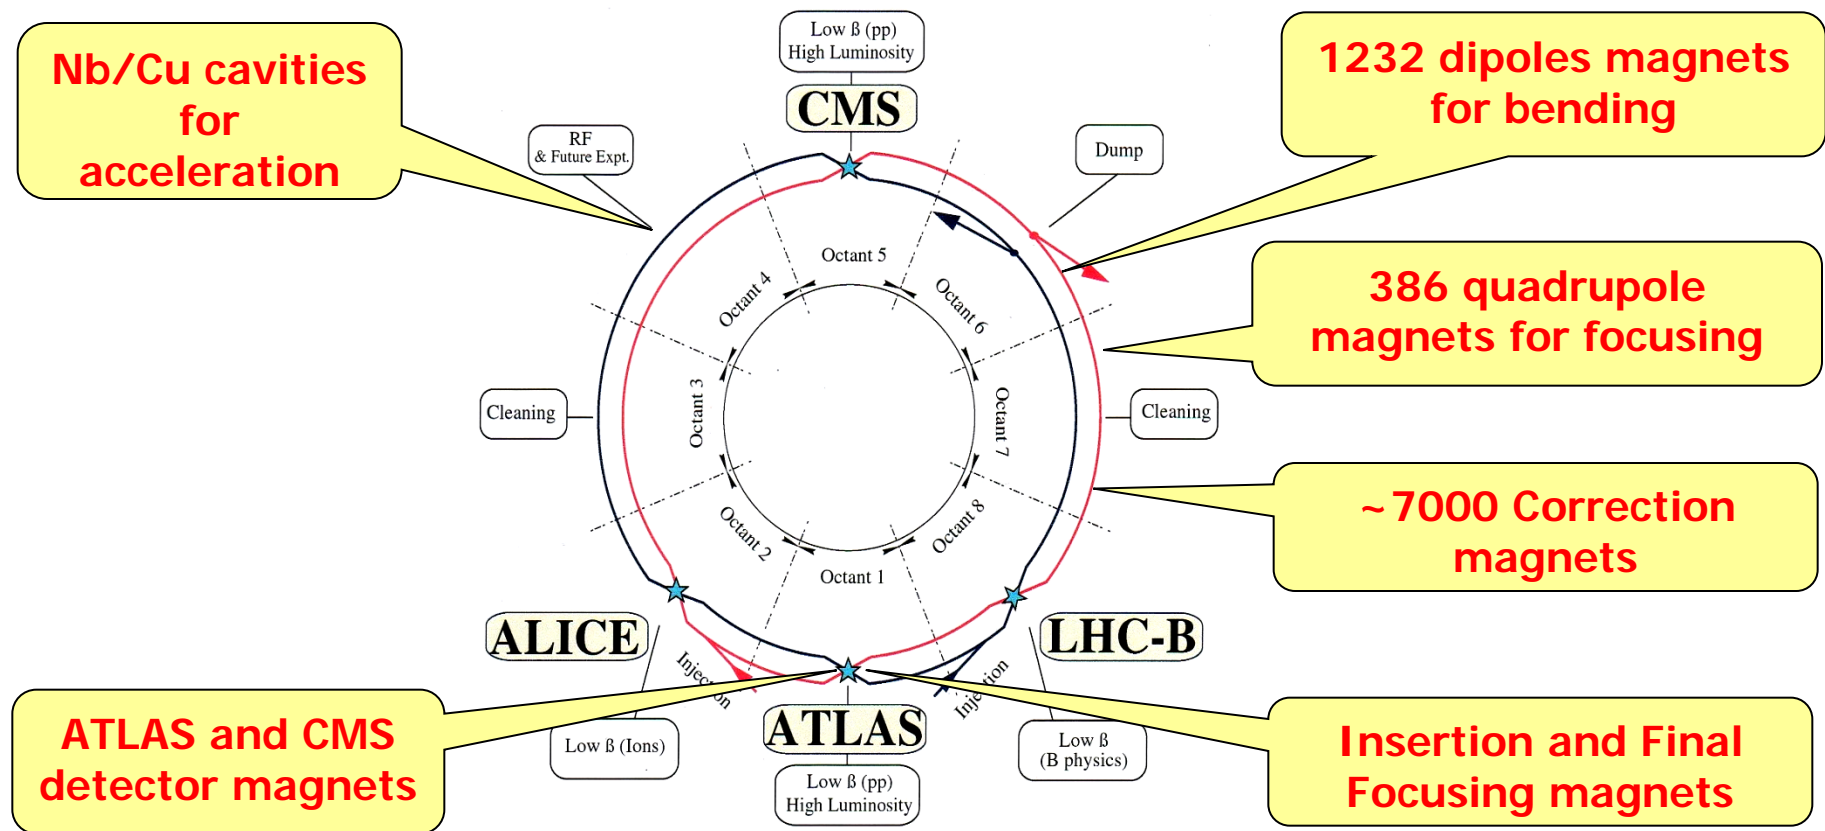 Nb/Cu cavities
for
acceleration
Low ß (pp)
High Luminosity
CMS
1232 dipoles magnets
for bending
RF
& Future Expt.
Dump
386 quadrupole
magnets for focusing
Octant 5
Octant 4
Octant 6
Cleaning
Octant 3
Octant 7
Cleaning
~7000 Correction
magnets
Octant 2
Octant 8
Octant 1
ALICE
LHC-B
Injection
Injection
ATLAS and CMS
detector magnets
Low ß (Ions)
ATLAS
Low ß (pp)
High Luminosity
Low ß
(B physics)
Insertion and Final
Focusing magnets